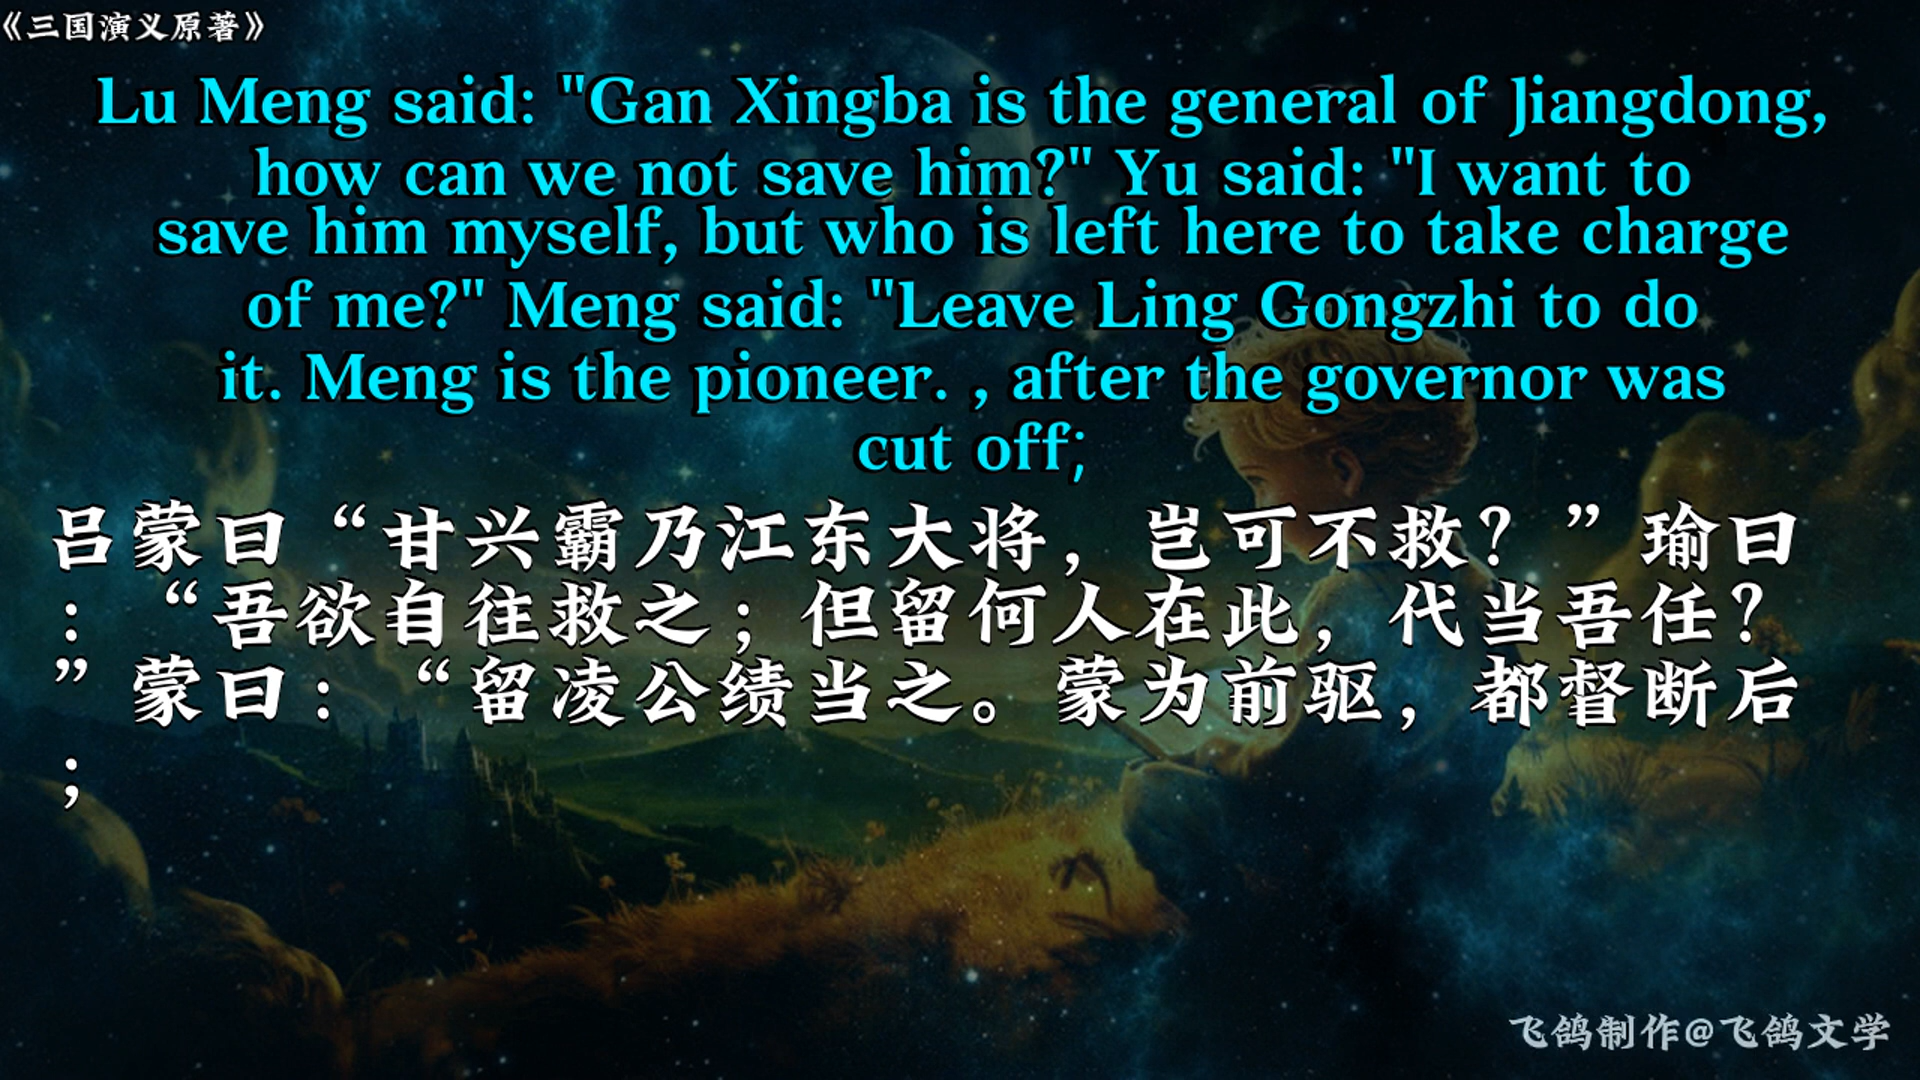 《三国演义原著》
Lu Meng said: "Gan Xingba is the general of Jiangdong,
how can we not save him?" Yu said: "I want to
save him myself, but who is left here to take charge
of me?" Meng said: "Leave Ling Gongzhi to do
it. Meng is the pioneer. , after the governor was
cut off;
吕蒙曰“甘兴霸乃江东大将，岂可不救？”瑜曰
：“吾欲自往救之；但留何人在此，代当吾任？
”蒙曰：“留凌公绩当之。蒙为前驱，都督断后
；
飞鸽制作@飞鸽文学